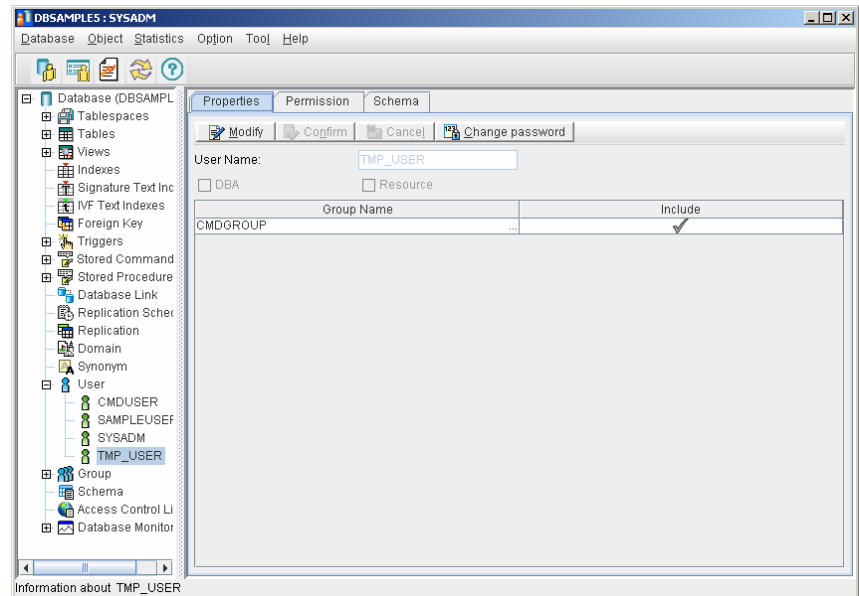 DBSAMPLE5 : SYSADM
Database Object Statistics Option Tool Help
Database (DBSAMPL
Tablespaces
Tables
Views
Indexes
Signature Text Inc
IVF Text Indexes
Foreign Key
Triggers
Stored Command
Stored Procedure
Database Link
Replication Sche
Replication
Domain
Synonym
User
CMDUSER
SAMPLEUSER
SYSADM
TMP_USER
Group
Schema
Access Control Li
Database Monitor
Properties Permission Schema
Modify Confirm Cancel Change password
User Name: TMP_USER
DBA Resource
Group Name Include
CMDGROUP ...
Information about TMP_USER